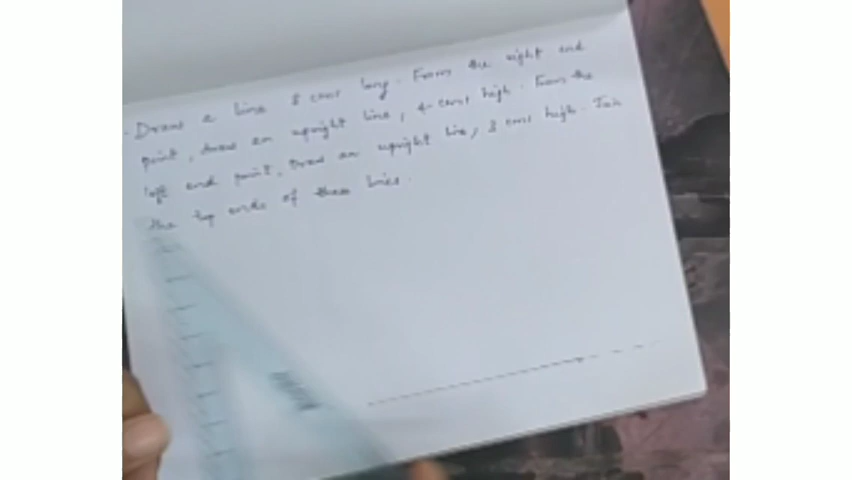 Draw a line 8 cms long. From the right end
point, draw an upright line, 4 cms high. From the
left end point, Draw an upright line, 3 cms high. Join
the top ends of these lines.